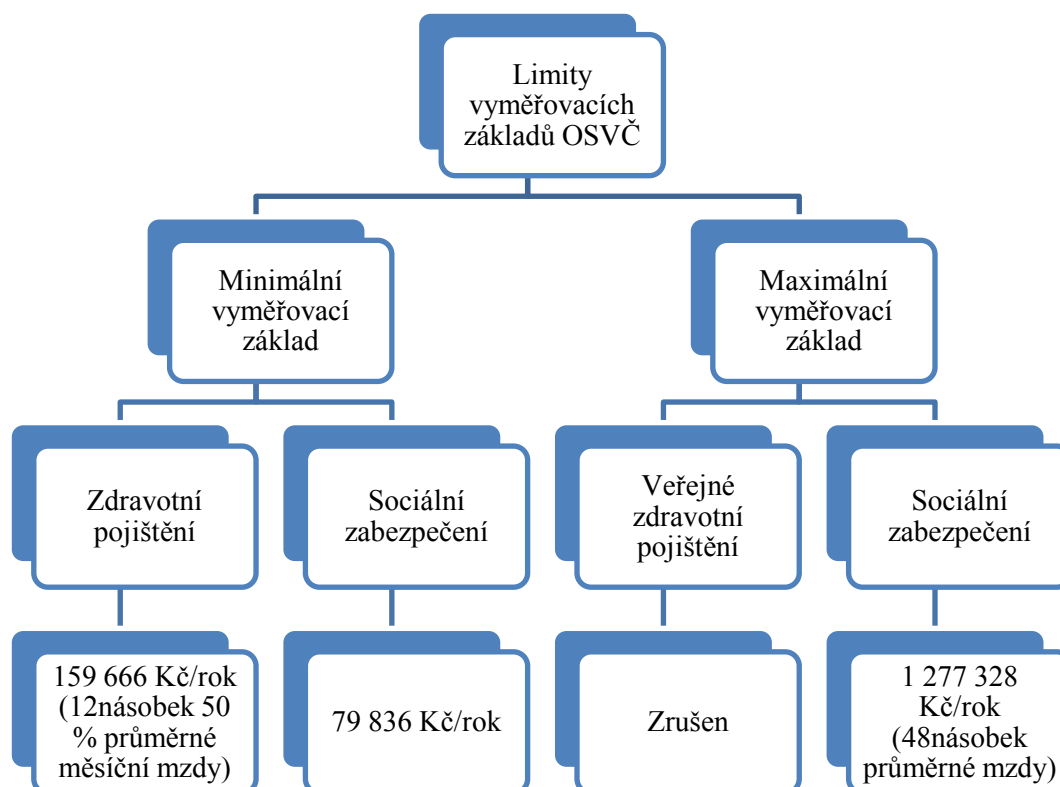 Limity
vyměřovacích
základů OSVČ
Minimální
vyměřovací
základ
Maximální
vyměřovací
základ
Zdravotní
pojištění
Sociální
zabezpečení
Veřejné
zdravotní
pojištění
Sociální
zabezpečení
159 666 Kč/rok
(12násobek 50
% průměrné
měsíční mzdy)
79 836 Kč/rok
Zrušen
1 277 328
Kč/rok
(48násobek
průměrné mzdy)